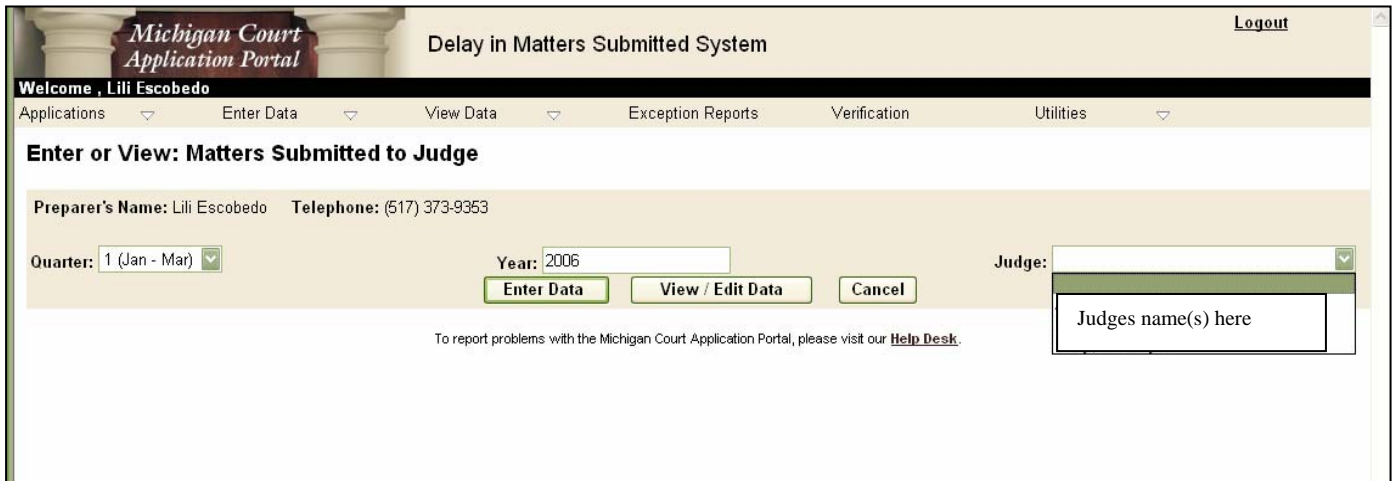 Michigan Court
Application Portal
Delay in Matters Submitted System
Logout
Welcome , Lili Escobedo
Applications Enter Data View Data Exception Reports Verification Utilities
Enter or View: Matters Submitted to Judge
Preparer's Name: Lili Escobedo Telephone: (517) 373-9353
Quarter: 1 (Jan - Mar) Year: 2006 Judge:
Enter Data View / Edit Data Cancel
Judges name(s) here
To report problems with the Michigan Court Application Portal, please visit our Help Desk.